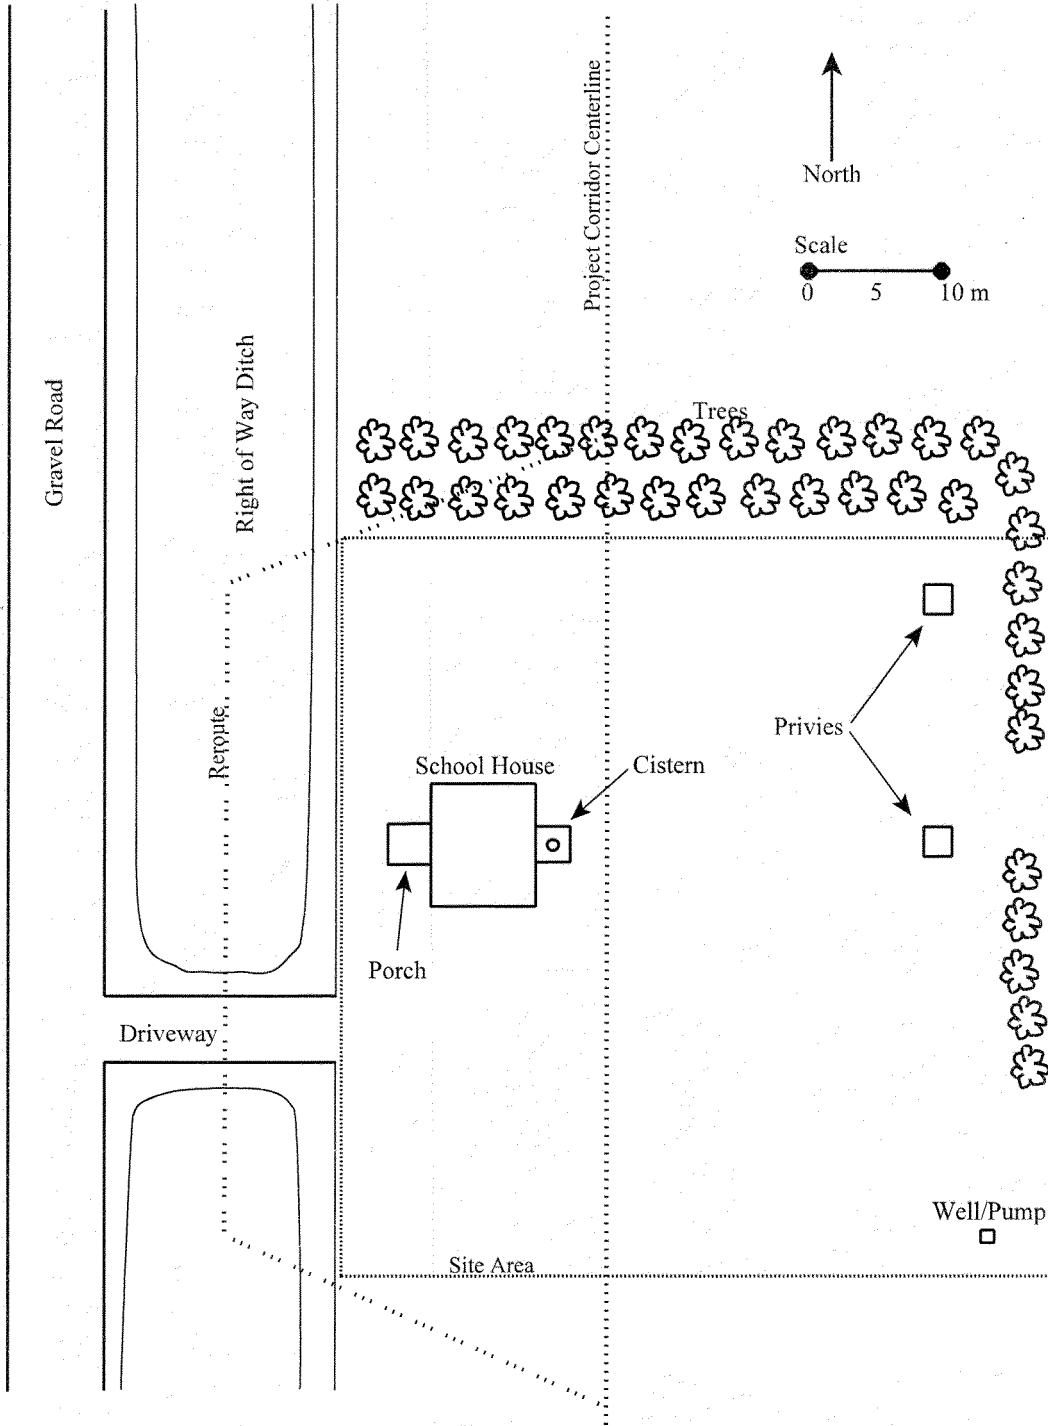 Project Corridor Centerline
North
Scale
0 5 10 m
Gravel Road
Right of Way Ditch
Trees
Reroute
Privies
School House
Cistern
Porch
Driveway
Well/Pump
Site Area